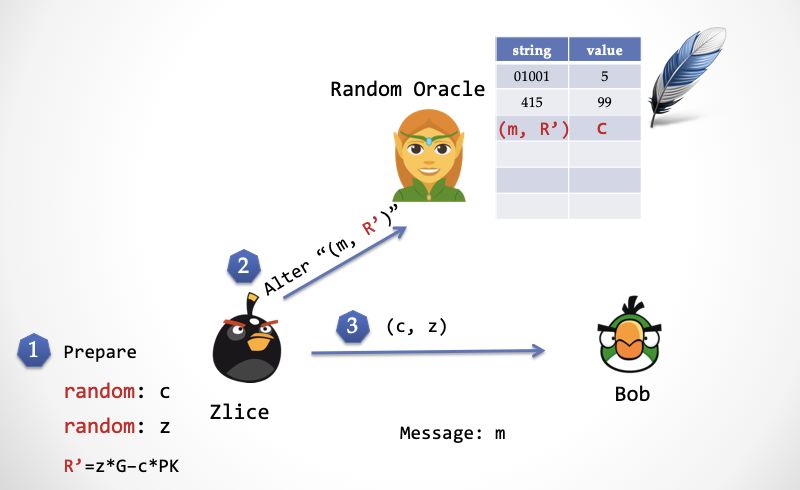 Random Oracle
string value
01001 5
415 99
(m, R’) C
2
Alter “(m, R’)”
3 (c, z)
1 Prepare
random: c
random: z
R’=z*G–c*PK
Zlice
Bob
Message: m